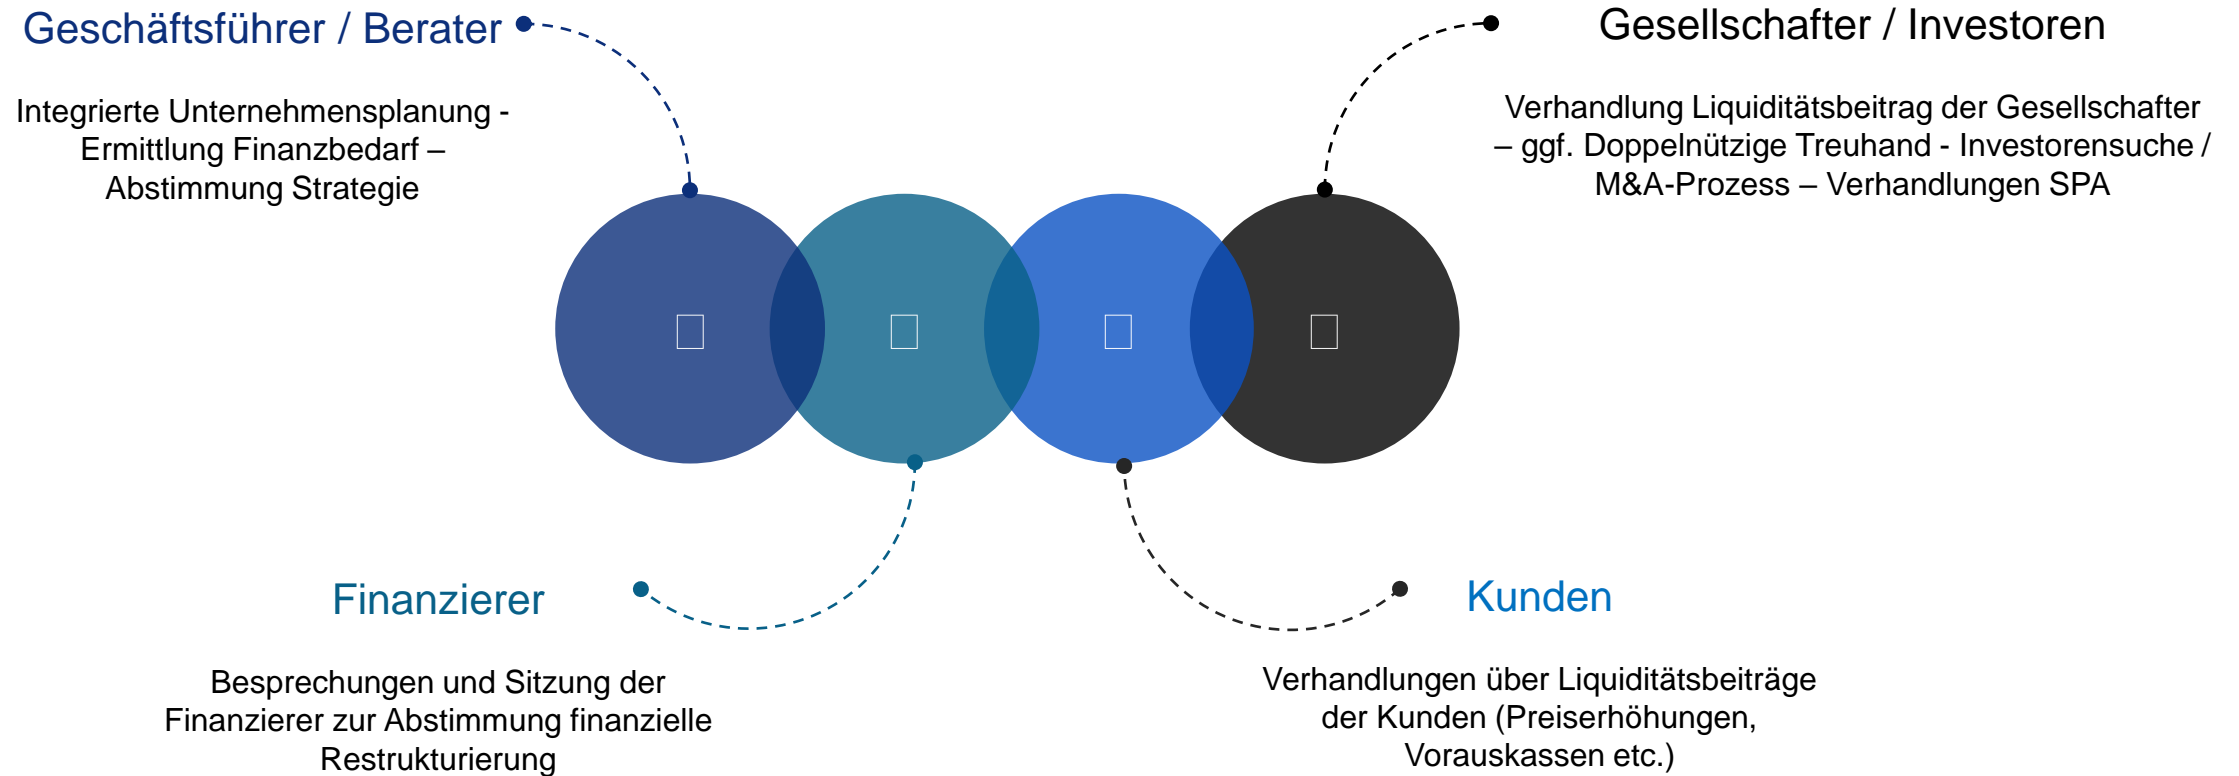 Geschäftsführer / Berater
Integrierte Unternehmensplanung -
Ermittlung Finanzbedarf –
Abstimmung Strategie
Gesellschafter / Investoren
Verhandlung Liquiditätsbeitrag der Gesellschafter
– ggf. Doppelnützige Treuhand - Investorensuche /
M&A-Prozess – Verhandlungen SPA
Finanzierer
Besprechungen und Sitzung der
Finanzierer zur Abstimmung finanzielle
Restrukturierung
Kunden
Verhandlungen über Liquiditätsbeiträge
der Kunden (Preiserhöhungen,
Vorauskassen etc.)